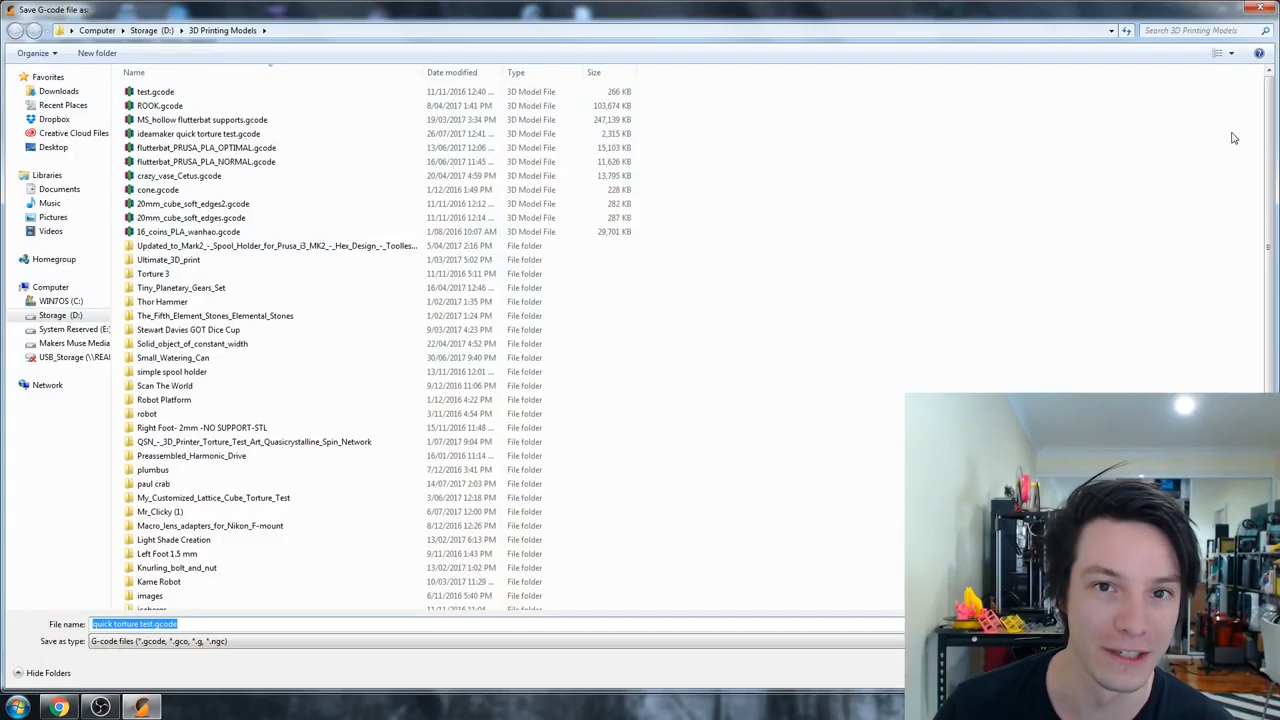 Save G-code file as:
Computer Storage (D:) 3D Printing Models
Search 3D Printing Models
Organize New folder
Name Date modified Type Size
Favorites
Downloads
Recent Places
Dropbox
Creative Cloud Files
Desktop
Libraries
Documents
Music
Pictures
Videos
Homegroup
Computer
WIN7OS (C:)
Storage (D:)
System Reserved (E:
Makers Muse Media
USB_Storage (\\REA
Network
test.gcode 11/11/2016 12:40 ... 3D Model File 266 KB
ROOK.gcode 8/04/2017 1:41 PM 3D Model File 103,674 KB
MS_hollow flutterbat supports.gcode 19/03/2017 3:34 PM 3D Model File 247,139 KB
ideamaker quick torture test.gcode 26/07/2017 12:41 ... 3D Model File 2,315 KB
flutterbat_PRUSA_PLA_OPTIMAL.gcode 13/06/2017 12:06 ... 3D Model File 15,103 KB
flutterbat_PRUSA_PLA_NORMAL.gcode 16/06/2017 11:45 ... 3D Model File 11,626 KB
crazy_vase_Cetus.gcode 20/04/2017 4:59 PM 3D Model File 13,795 KB
cone.gcode 1/12/2016 1:49 PM 3D Model File 228 KB
20mm_cube_soft_edges2.gcode 11/11/2016 12:12 ... 3D Model File 282 KB
20mm_cube_soft_edges.gcode 11/11/2016 12:14 ... 3D Model File 287 KB
16_coins_PLA_wanhao.gcode 1/08/2016 10:07 AM 3D Model File 29,701 KB
Updated_to_Mark2_-_Spool_Holder_for_Prusa_i3_MK2_-_Hex_Design_-_Toolles... 5/04/2017 2:16 PM File folder
Ultimate_3D_print 1/03/2017 5:02 PM File folder
Torture 3 11/11/2016 5:11 PM File folder
Tiny_Planetary_Gears_Set 16/04/2017 12:46 ... File folder
Thor Hammer 1/02/2017 1:35 PM File folder
The_Fifth_Element_Stones_Elemental_Stones 1/02/2017 1:24 PM File folder
Stewart Davies GOT Dice Cup 9/03/2017 4:23 PM File folder
Solid_object_of_constant_width 22/04/2017 4:52 PM File folder
Small_Watering_Can 30/06/2017 9:40 PM File folder
simple spool holder 13/11/2016 12:01 ... File folder
Scan The World 9/12/2016 11:06 PM File folder
Robot Platform 1/12/2016 4:22 PM File folder
robot 3/11/2016 4:54 PM File folder
Right Foot- 2mm -NO SUPPORT-STL 15/11/2016 11:48 ... File folder
QSN_-_3D_Printer_Torture_Test_Art_Quasicrystalline_Spin_Network 1/07/2017 9:04 PM File folder
Preassembled_Harmonic_Drive 16/01/2017 11:14 ... File folder
plumbus 7/12/2016 3:41 PM File folder
paul crab 14/07/2017 2:03 PM File folder
My_Customized_Lattice_Cube_Torture_Test 3/06/2017 12:18 PM File folder
Mr_Clicky (1) 6/07/2017 12:00 PM File folder
Macro_lens_adapters_for_Nikon_F-mount 8/12/2016 12:26 PM File folder
Light Shade Creation 13/02/2017 6:13 PM File folder
Left Foot 1.5 mm 9/11/2016 1:43 PM File folder
Knurling_bolt_and_nut 13/02/2017 1:02 PM File folder
Kame Robot 10/03/2017 11:29 ... File folder
images 6/11/2016 5:40 PM File folder
File name: quick torture test.gcode
Save as type: G-code files (*.gcode, *.gco, *.g, *.ngc)
Hide Folders